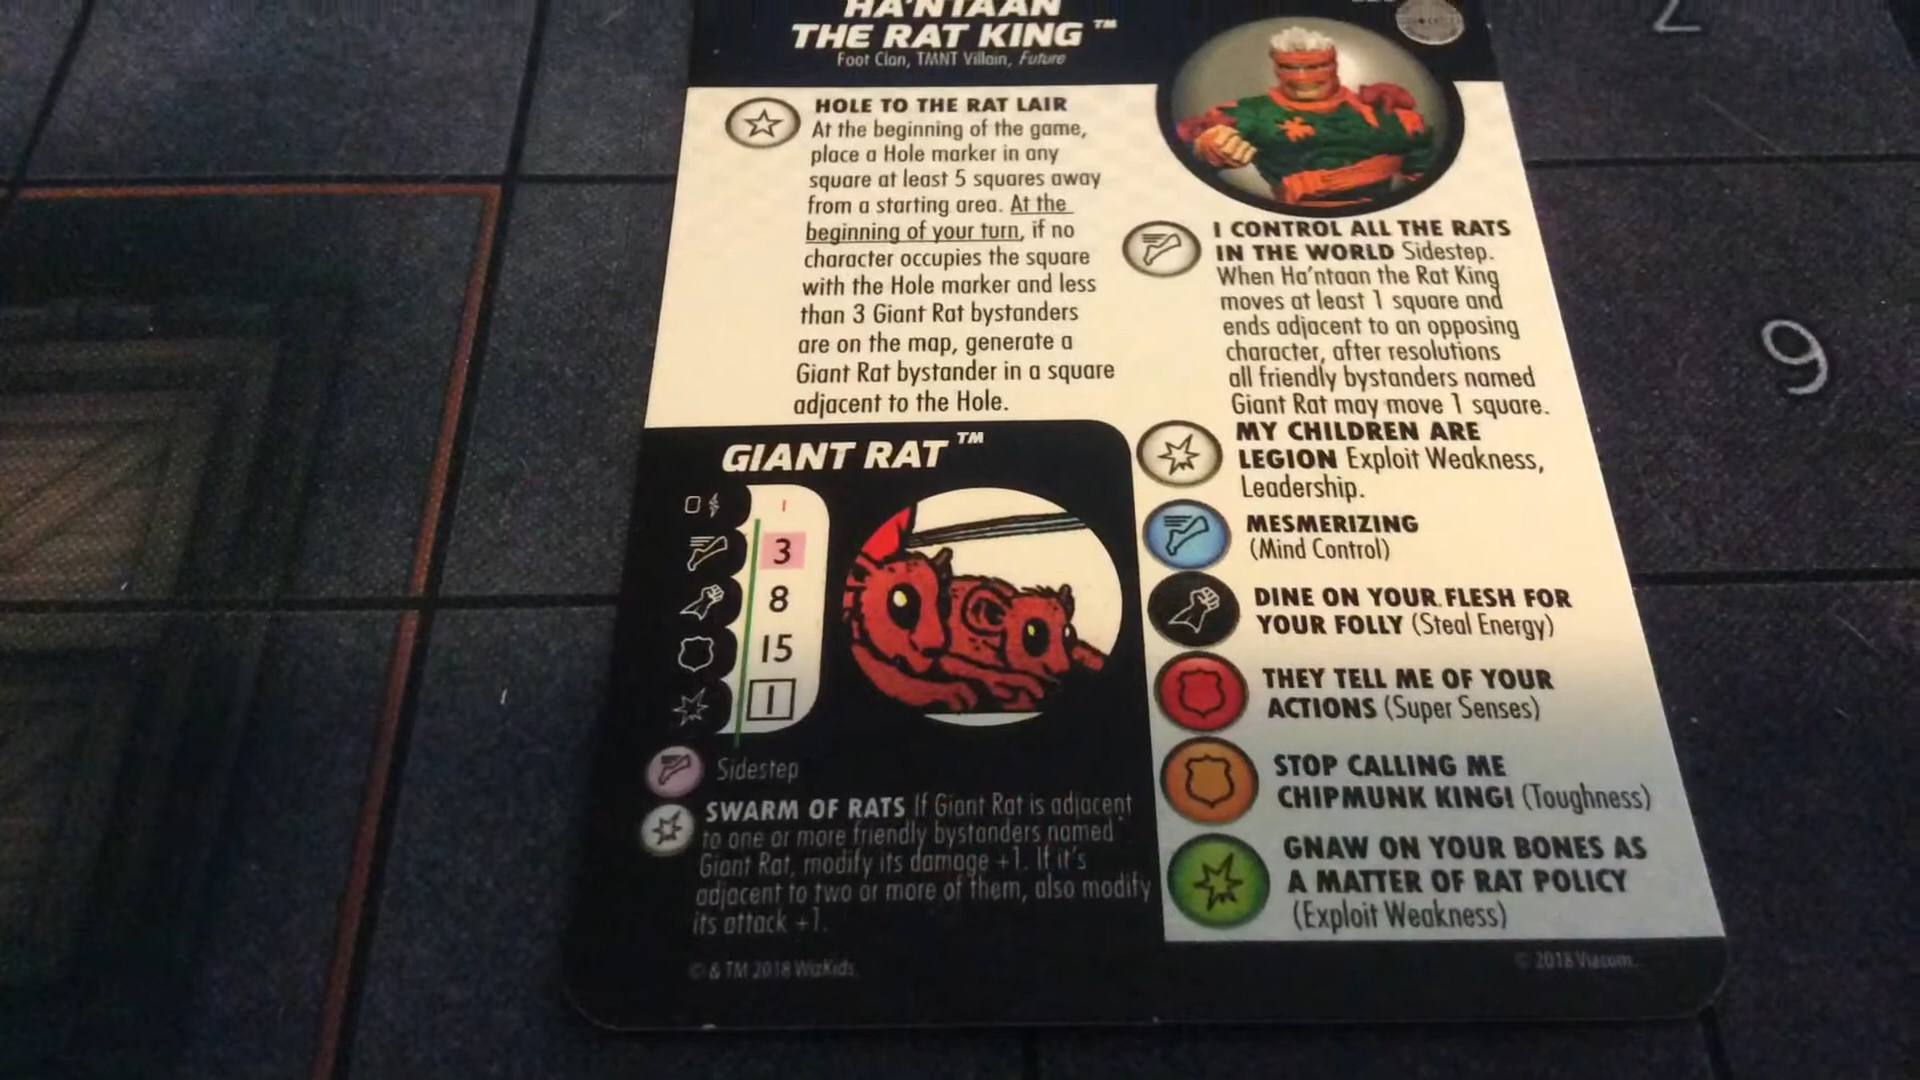 HA'NTAAN
THE RAT KING™
Foot Clan, TMNT Villain, Future
HOLE TO THE RAT LAIR
At the beginning of the game,
place a Hole marker in any
square at least 5 squares away
from a starting area. At the
beginning of your turn, if no
character occupies the square
with the Hole marker and less
than 3 Giant Rat bystanders
are on the map, generate a
Giant Rat bystander in a square
adjacent to the Hole.
GIANT RAT™
1
3
8
15
1
Sidestep
SWARM OF RATS If Giant Rat is adjacent
to one or more friendly bystanders named
Giant Rat, modify its damage +1. If it's
adjacent to two or more of them, also modify
its attack +1.
© & TM 2018 WizKids.
I CONTROL ALL THE RATS
IN THE WORLD Sidestep.
When Ha'ntaan the Rat King
moves at least 1 square and
ends adjacent to an opposing
character, after resolutions
all friendly bystanders named
Giant Rat may move 1 square.
MY CHILDREN ARE
LEGION Exploit Weakness,
Leadership.
MESMERIZING
(Mind Control)
DINE ON YOUR FLESH FOR
YOUR FOLLY (Steal Energy)
THEY TELL ME OF YOUR
ACTIONS (Super Senses)
STOP CALLING ME
CHIPMUNK KING! (Toughness)
GNAW ON YOUR BONES AS
A MATTER OF RAT POLICY
(Exploit Weakness)
© 2018 Viacom.
9